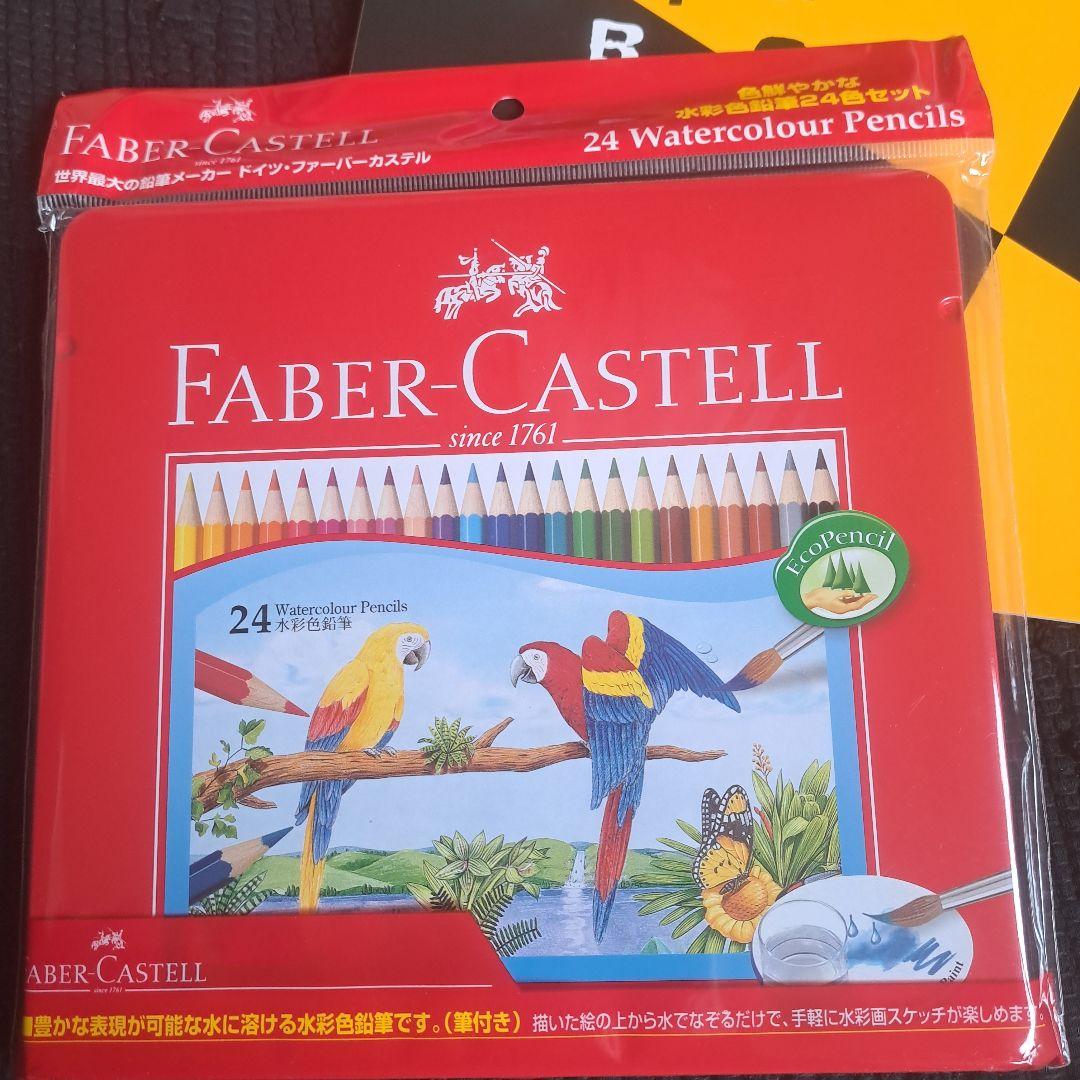 B
色鮮やかな
水彩色鉛筆24色セット
24 Watercolour Pencils
FABER-CASTELL
since 1761
世界最大の鉛筆メーカー ドイツ・ファーバーカステル
FABER-CASTELL
since 1761
EcoPencil
24 Watercolour Pencils
水彩色鉛筆
Paint
ABER-CASTELL
since 1761
■豊かな表現が可能な水に溶ける水彩色鉛筆です。(筆付き) 描いた絵の上から水でなぞるだけで、手軽に水彩画スケッチが楽しめます。